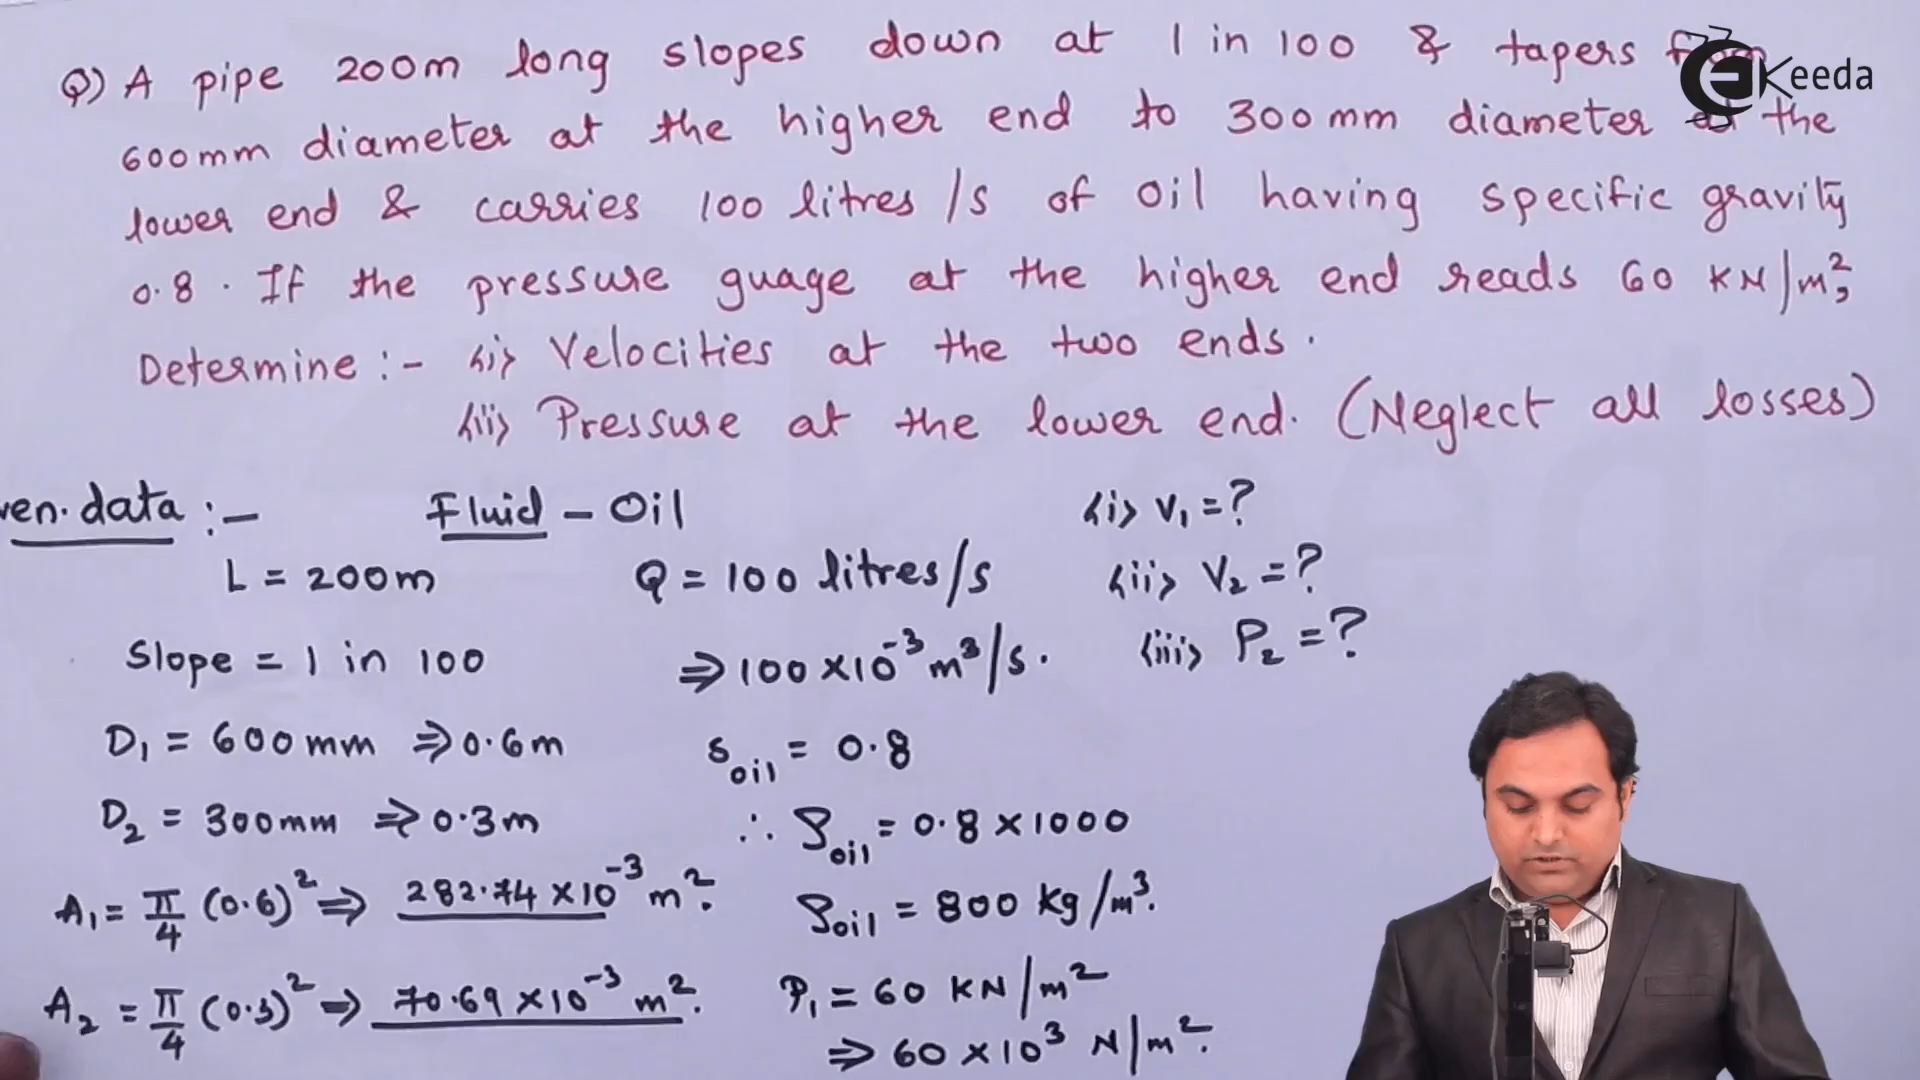 Q) A pipe 200m long slopes down at 1 in 100 & tapers from
600mm diameter at the higher end to 300mm diameter at the
lower end & carries 100 litres/s of oil having specific gravity
0.8. If the pressure guage at the higher end reads 60 KN/m²,
Determine :- (i) Velocities at the two ends.
(ii) Pressure at the lower end. (Neglect all losses)
eKeeda
ven. data :-
L = 200m
Slope = 1 in 100
D₁ = 600mm ⇒ 0.6m
D₂ = 300mm ⇒ 0.3m
A₁ = π/4 (0.6)² ⇒ 282.74 × 10⁻³ m².
A₂ = π/4 (0.3)² ⇒ 70.69 × 10⁻³ m².
Fluid - Oil
Q = 100 litres/s
⇒ 100 × 10⁻³ m³/s.
S oil = 0.8
∴ ρ oil = 0.8 × 1000
ρ oil = 800 kg/m³.
P₁ = 60 KN/m²
⇒ 60 × 10³ N/m².
(i) V₁ = ?
(ii) V₂ = ?
(iii) P₂ = ?